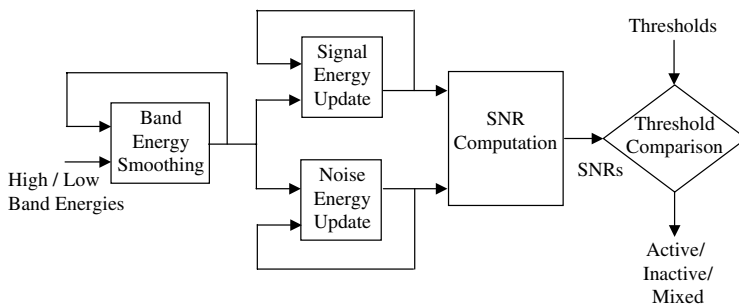 Band
Energy
Smoothing
High / Low
Band Energies
Signal
Energy
Update
Noise
Energy
Update
SNR
Computation
SNRs
Thresholds
Threshold
Comparison
Active/
Inactive/
Mixed